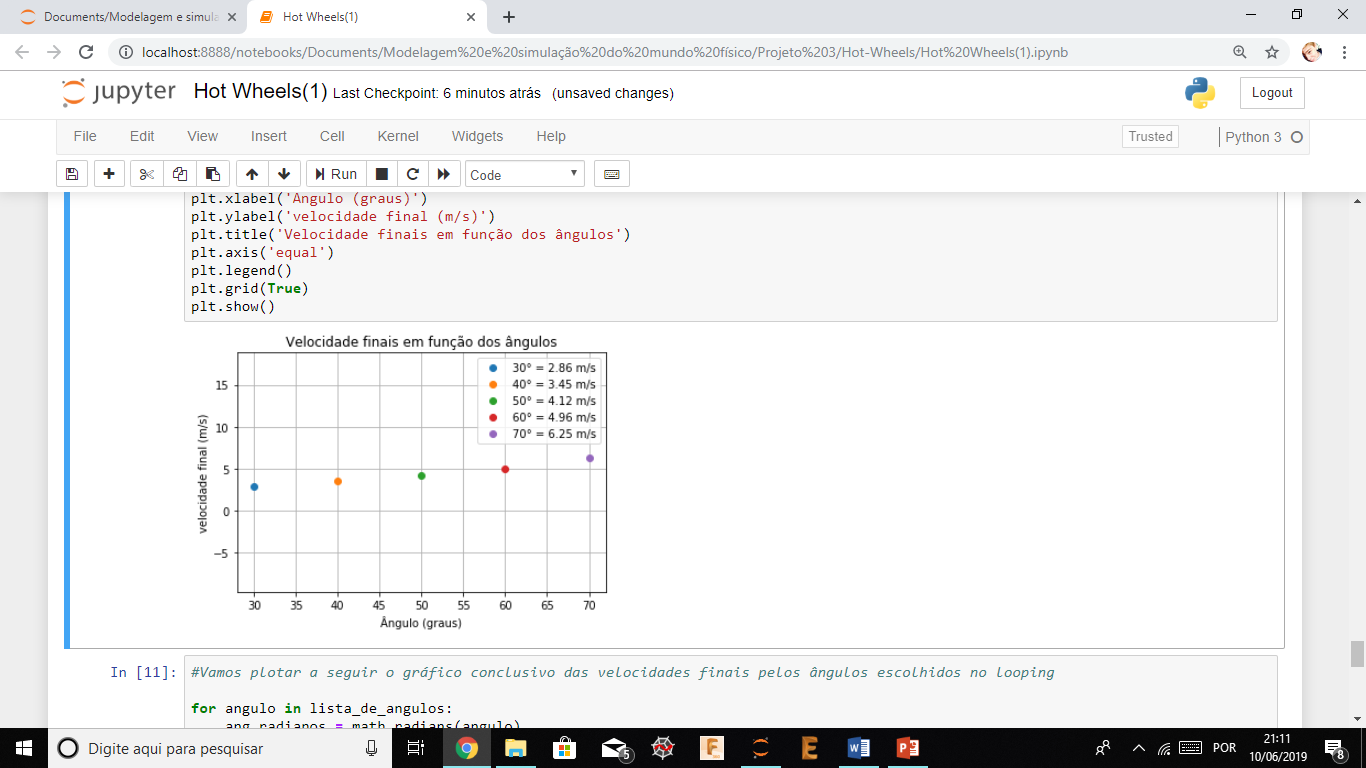 Documents/Modelagem e simula
Hot Wheels(1)
localhost:8888/notebooks/Documents/Modelagem%20e%20simulação%20do%20mundo%20físico/Projeto%203/Hot-Wheels/Hot%20Wheels(1).ipynb
jupyter Hot Wheels(1) Last Checkpoint: 6 minutos atrás (unsaved changes)
Logout
File Edit View Insert Cell Kernel Widgets Help
Trusted
Python 3
Run
Code
plt.xlabel('Ângulo (graus)')
plt.ylabel('velocidade final (m/s)')
plt.title('Velocidade finais em função dos ângulos')
plt.axis('equal')
plt.legend()
plt.grid(True)
plt.show()
Velocidade finais em função dos ângulos
30° = 2.86 m/s
40° = 3.45 m/s
50° = 4.12 m/s
60° = 4.96 m/s
70° = 6.25 m/s
15
10
5
0
−5
velocidade final (m/s)
30 35 40 45 50 55 60 65 70
Ângulo (graus)
In [11]:
#Vamos plotar a seguir o gráfico conclusivo das velocidades finais pelos ângulos escolhidos no looping
for angulo in lista_de_angulos:
ang_radianos = math.radians(angulo)
Digite aqui para pesquisar
5
POR
21:11
10/06/2019
8